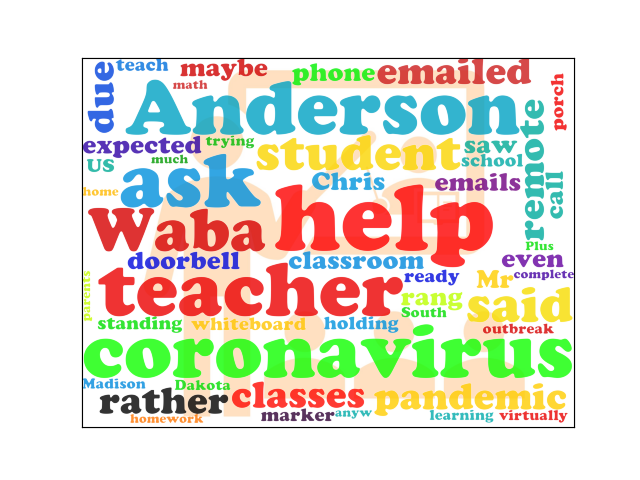 due teach maybe phone emailed
math
Anderson
porch
expected trying student saw
US much school
remote
home ask Chris emails call
Waba help
Plus
doorbell classroom even
teacher ready Mr complete
parents rang said
South
standing whiteboard holding
outbreak
coronavirus
Madison Dakota
rather classes pandemic
marker anyw learning virtually
homework